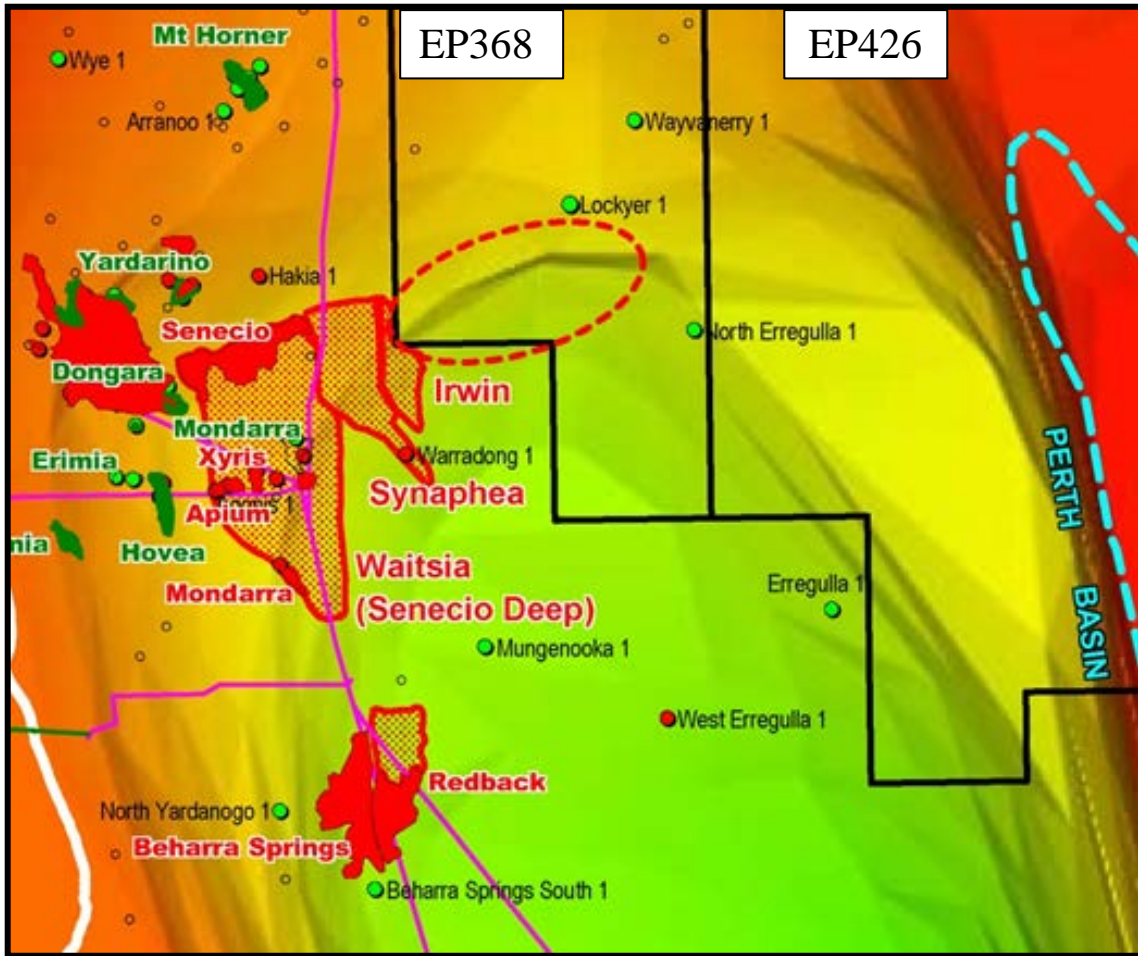 EP368
EP426
Mt Horner
Wye 1
Arranoo 1
Wayvanerry 1
Lockyer 1
Yardarino
Hakia 1
Senecio
North Erregulla 1
Dongara
Irwin
Mondarra
Erimia
Xyris
Warradong 1
PERTH BASIN
Synaphea
Apium
Hovea
Waitsia
(Senecio Deep)
Mondarra
Erregulla 1
Mungenooka 1
West Erregulla 1
Redback
North Yardanogo 1
Beharra Springs
Beharra Springs South 1